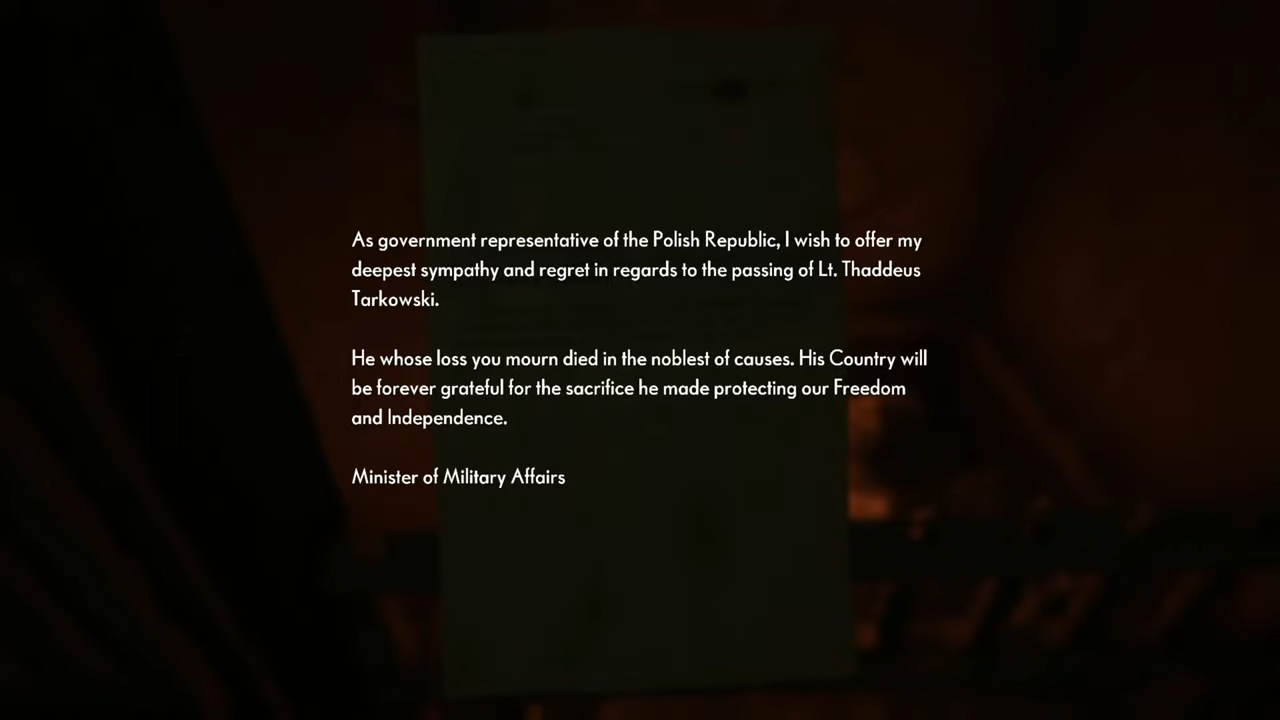 As government representative of the Polish Republic, I wish to offer my
deepest sympathy and regret in regards to the passing of Lt. Thaddeus
Tarkowski.
He whose loss you mourn died in the noblest of causes. His Country will
be forever grateful for the sacrifice he made protecting our Freedom
and Independence.
Minister of Military Affairs